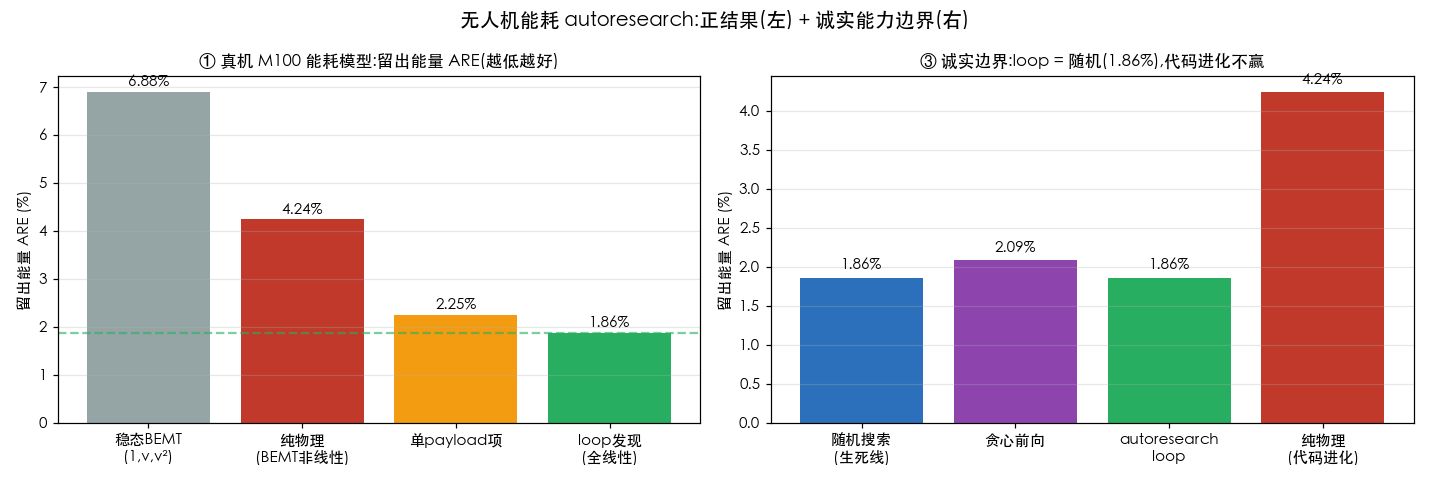 无人机能耗 autoresearch:正结果(左) + 诚实能力边界(右)
① 真机 M100 能耗模型:留出能量 ARE(越低越好)
留出能量 ARE (%)
7
6
5
4
3
2
1
0
6.88%
4.24%
2.25%
1.86%
稳态BEMT
(1,v,v²)
纯物理
(BEMT非线性)
单payload项
loop发现
(全线性)
③ 诚实边界:loop = 随机(1.86%),代码进化不赢
留出能量 ARE (%)
4.0
3.5
3.0
2.5
2.0
1.5
1.0
0.5
0.0
1.86%
2.09%
1.86%
4.24%
随机搜索
(生死线)
贪心前向
autoresearch
loop
纯物理
(代码进化)